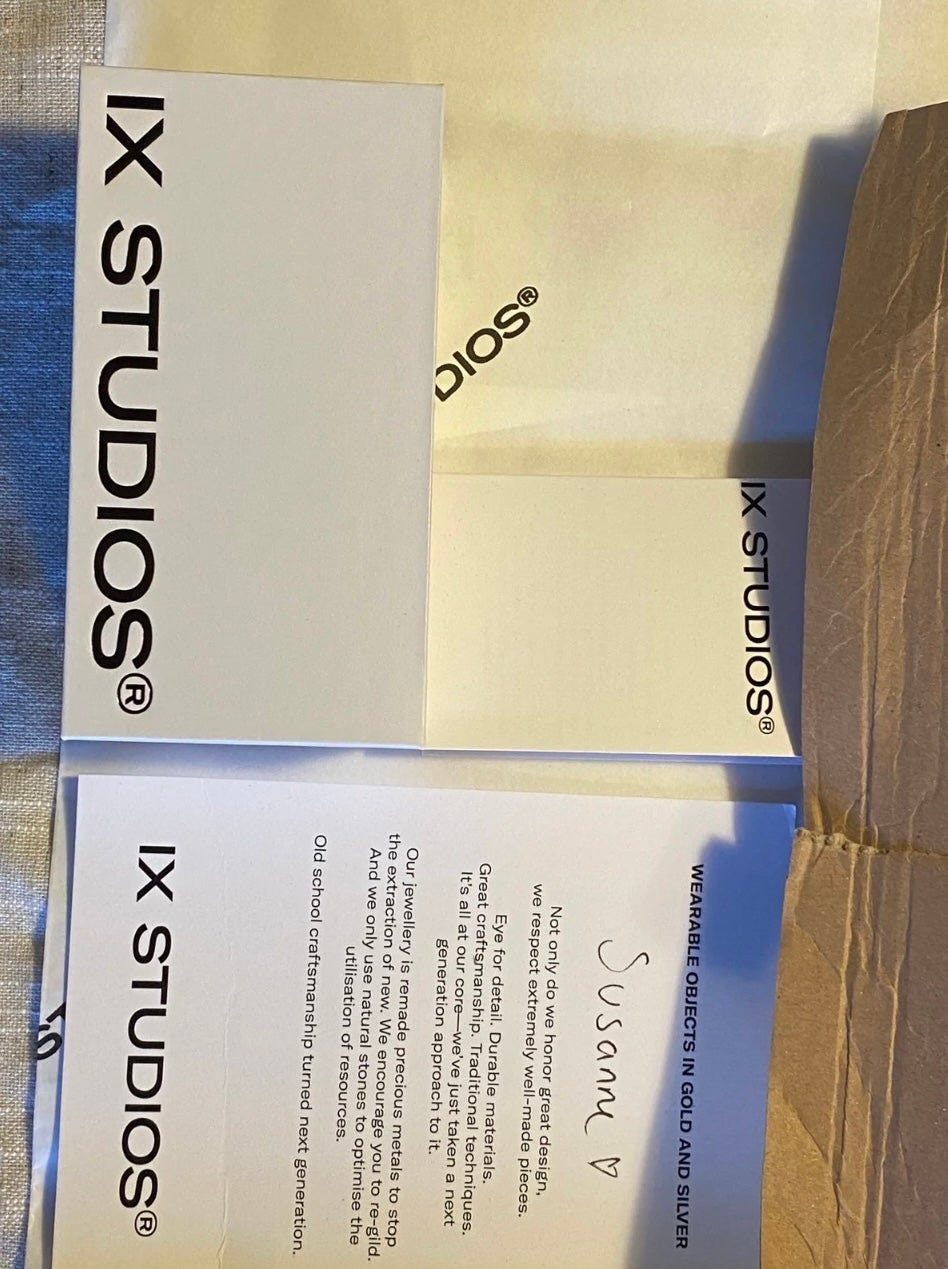 IX STUDIOS®
DIOS®
IX STUDIOS®
WEARABLE OBJECTS IN GOLD AND SILVER
Susanne ♡
Not only do we honor great design,
we respect extremely well-made pieces.
Eye for detail. Durable materials.
Great craftsmanship. Traditional techniques.
It's all at our core—we've just taken a next
generation approach to it.
Our jewellery is remade precious metals to stop
the extraction of new. We encourage you to re-gild.
And we only use natural stones to optimise the
utilisation of resources.
Old school craftsmanship turned next generation.
IX STUDIOS®